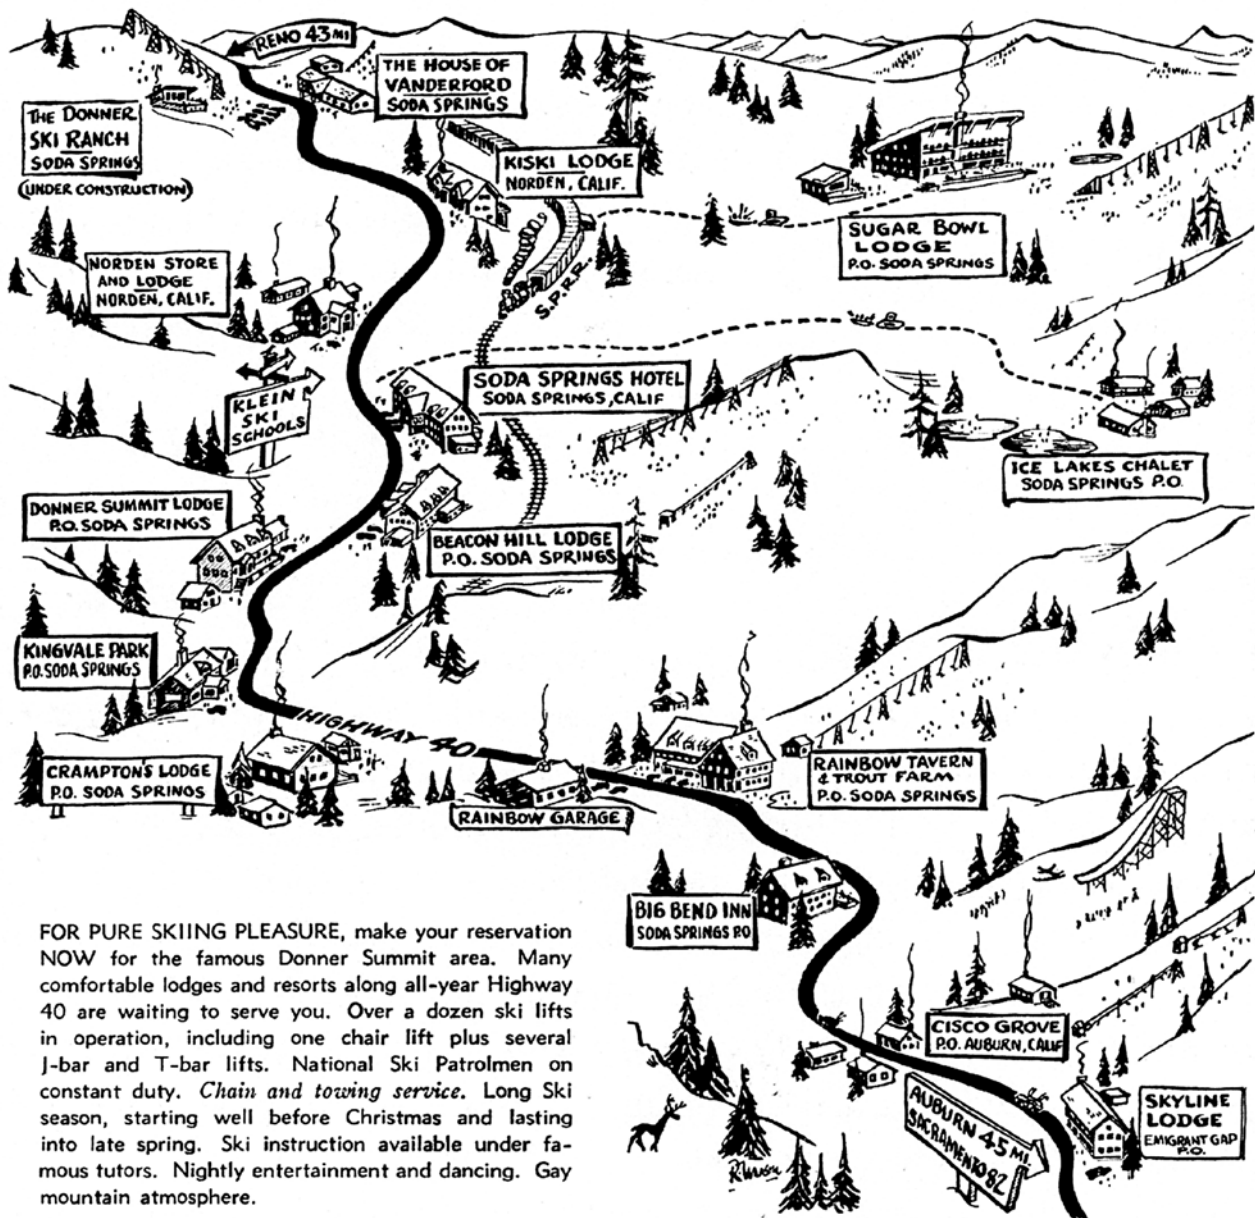 RENO 43 MI
THE HOUSE OF
VANDERFORD
SODA SPRINGS
THE DONNER
SKI RANCH
SODA SPRINGS
(UNDER CONSTRUCTION)
KISKI LODGE
NORDEN, CALIF.
SUGAR BOWL
LODGE
P.O. SODA SPRINGS
S.P.R.R.
NORDEN STORE
AND LODGE
NORDEN, CALIF.
KLEIN
SKI
SCHOOLS
SODA SPRINGS HOTEL
SODA SPRINGS, CALIF
ICE LAKES CHALET
SODA SPRINGS P.O.
DONNER SUMMIT LODGE
P.O. SODA SPRINGS
BEACON HILL LODGE
P.O. SODA SPRINGS
KINGVALE PARK
P.O. SODA SPRINGS
HIGHWAY 40
CRAMPTON'S LODGE
P.O. SODA SPRINGS
RAINBOW GARAGE
RAINBOW TAVERN
& TROUT FARM
P.O. SODA SPRINGS
BIG BEND INN
SODA SPRINGS P.O
CISCO GROVE
P.O. AUBURN, CALIF
AUBURN 45 MI.
SACRAMENTO 82
SKYLINE
LODGE
EMIGRANT GAP
P.O.
FOR PURE SKIING PLEASURE, make your reservation
NOW for the famous Donner Summit area. Many
comfortable lodges and resorts along all-year Highway
40 are waiting to serve you. Over a dozen ski lifts
in operation, including one chair lift plus several
J-bar and T-bar lifts. National Ski Patrolmen on
constant duty. Chain and towing service. Long Ski
season, starting well before Christmas and lasting
into late spring. Ski instruction available under fa-
mous tutors. Nightly entertainment and dancing. Gay
mountain atmosphere.